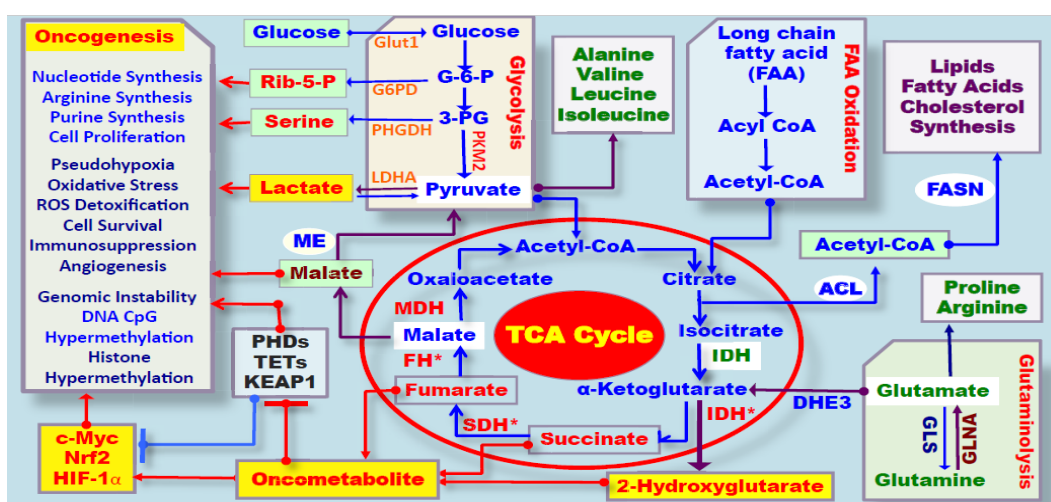 Oncogenesis
Nucleotide Synthesis
Arginine Synthesis
Purine Synthesis
Cell Proliferation
Pseudohypoxia
Oxidative Stress
ROS Detoxification
Cell Survival
Immunosuppression
Angiogenesis
Genomic Instability
DNA CpG
Hypermethylation
Histone
Hypermethylation
c-Myc
Nrf2
HIF-1α
Glucose
Rib-5-P
Serine
Lactate
ME
Malate
PHDs
TETs
KEAP1
Oncometabolite
Glut1
G6PD
PHGDH
LDHA
Glucose
G-6-P
3-PG
PKM2
Pyruvate
Glycolysis
Alanine
Valine
Leucine
Isoleucine
Long chain
fatty acid
(FAA)
Acyl CoA
Acetyl-CoA
FAA Oxidation
Lipids
Fatty Acids
Cholesterol
Synthesis
FASN
Acetyl-CoA
ACL
Acetyl-CoA
Oxaloacetate
Citrate
MDH
TCA Cycle
Isocitrate
Malate
IDH
FH*
Fumarate
α-Ketoglutarate
SDH*
Succinate
IDH*
2-Hydroxyglutarate
DHE3
Proline
Arginine
Glutamate
GLS
GLNA
Glutamine
Glutaminolysis